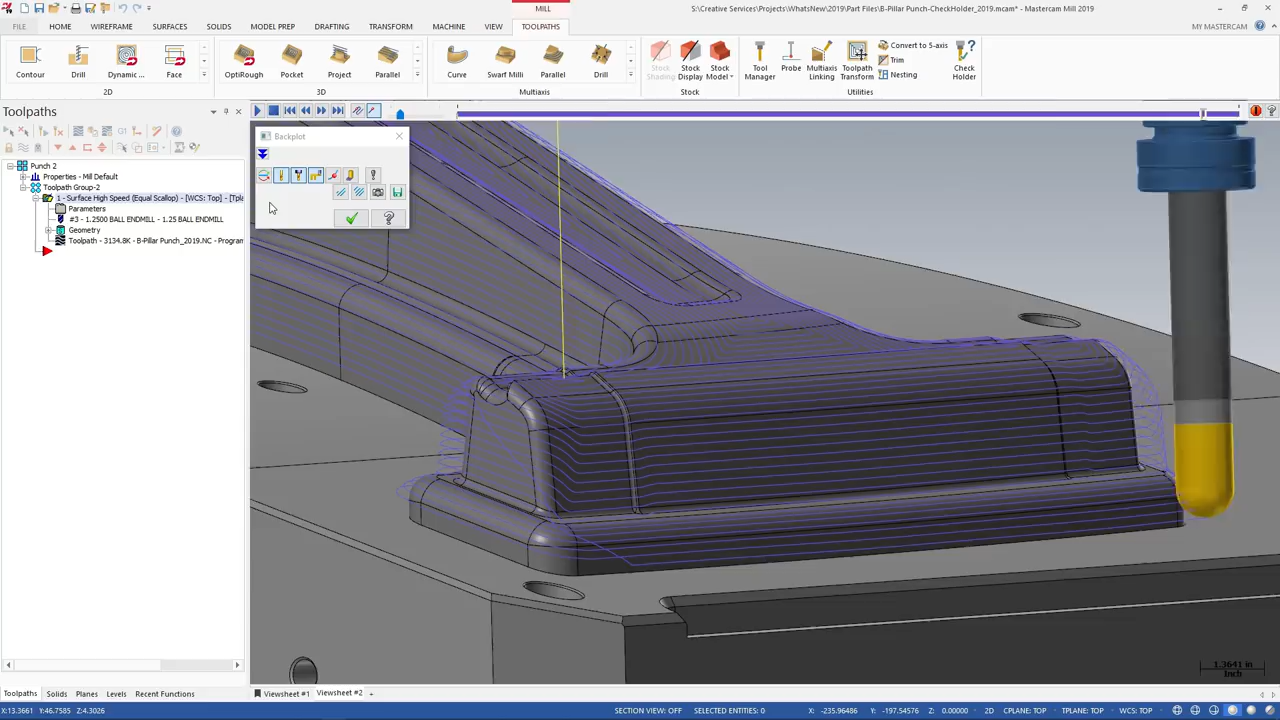 MILL
S:\Creative Services\Projects\WhatsNew\2019\Part Files\B-Pillar Punch-CheckHolder_2019.mcam* - Mastercam Mill 2019
FILE HOME WIREFRAME SURFACES SOLIDS MODEL PREP DRAFTING TRANSFORM MACHINE VIEW TOOLPATHS MY MASTERCAM
Contour Drill Dynamic ... Face
2D
OptiRough Pocket Project Parallel
3D
Curve Swarf Milli Parallel Drill
Multiaxis
Stock Shading Stock Display Stock Model
Stock
Tool Manager Probe Multiaxis Linking Toolpath Transform Convert to 5-axis Trim Nesting Check Holder
Utilities
Toolpaths
G1
Backplot
Punch 2
Properties - Mill Default
Toolpath Group-2
1 - Surface High Speed (Equal Scallop) - [WCS: Top] - [Tpla
Parameters
#3 - 1.2500 BALL ENDMILL - 1.25 BALL ENDMILL
Geometry
Toolpath - 3134.8K - B-Pillar Punch_2019.NC - Program
1.3641 in
Inch
Toolpaths Solids Planes Levels Recent Functions
Viewsheet #1 Viewsheet #2 +
X:13.3661 Y:46.7585 Z:4.3026 SECTION VIEW: OFF SELECTED ENTITIES: 0 X: -235.96486 Y: -197.54576 Z: 0.00000 2D CPLANE: TOP TPLANE: TOP WCS: TOP